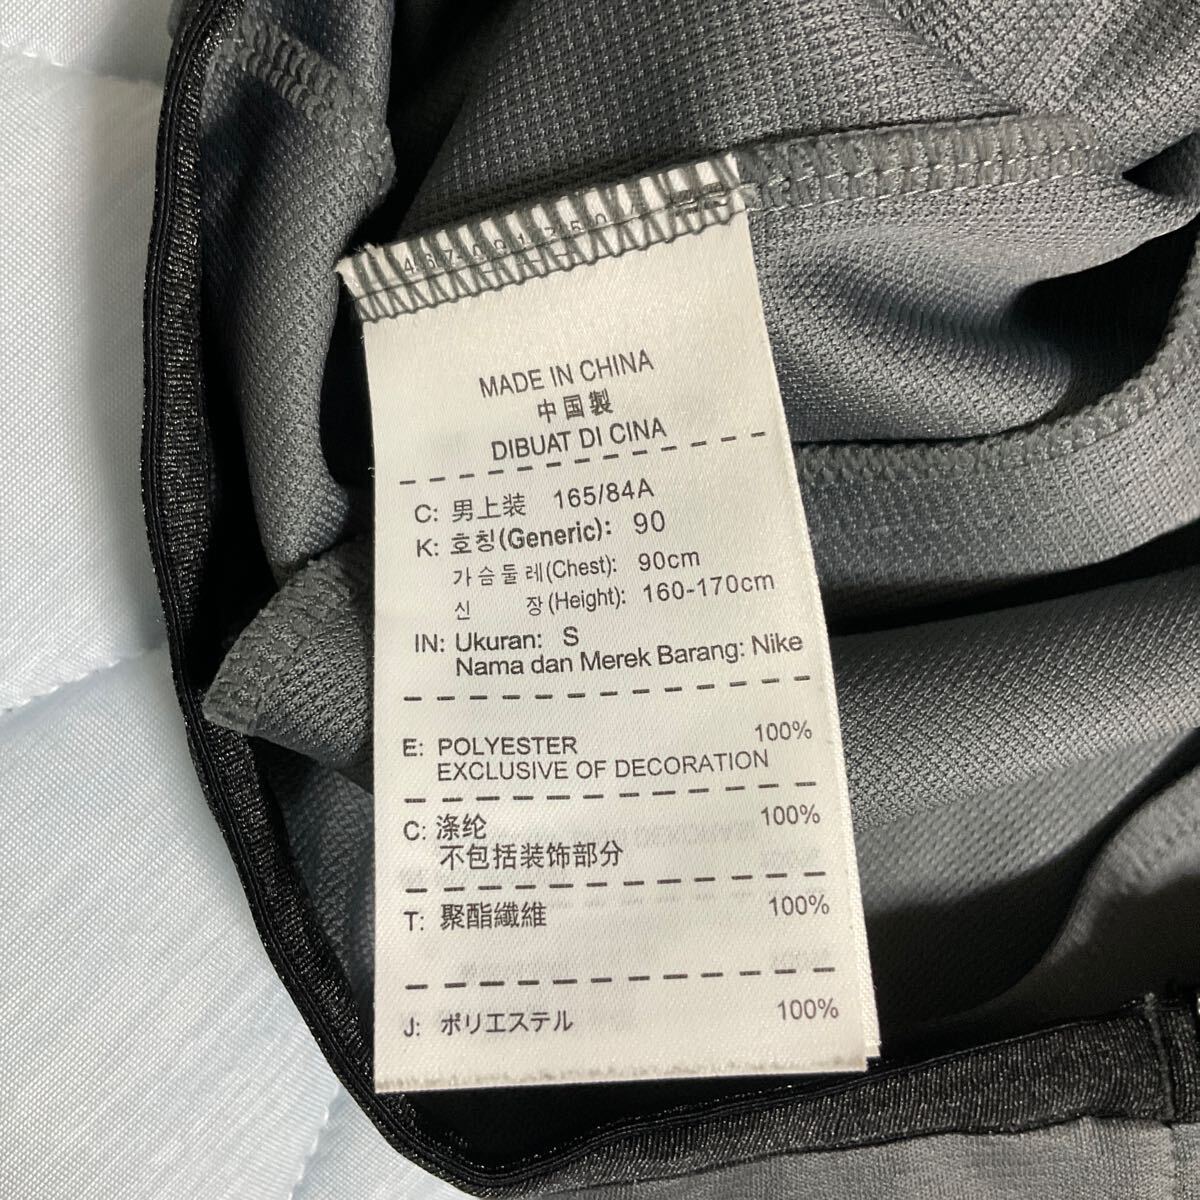 MADE IN CHINA
中国製
DIBUAT DI CINA
C: 男上装 165/84A
K: 호칭(Generic): 90
가슴둘레(Chest): 90cm
신 장(Height): 160-170cm
IN: Ukuran: S
Nama dan Merek Barang: Nike
E: POLYESTER 100%
EXCLUSIVE OF DECORATION
C: 涤纶 100%
不包括装饰部分
T: 聚酯纖維 100%
J: ポリエステル 100%